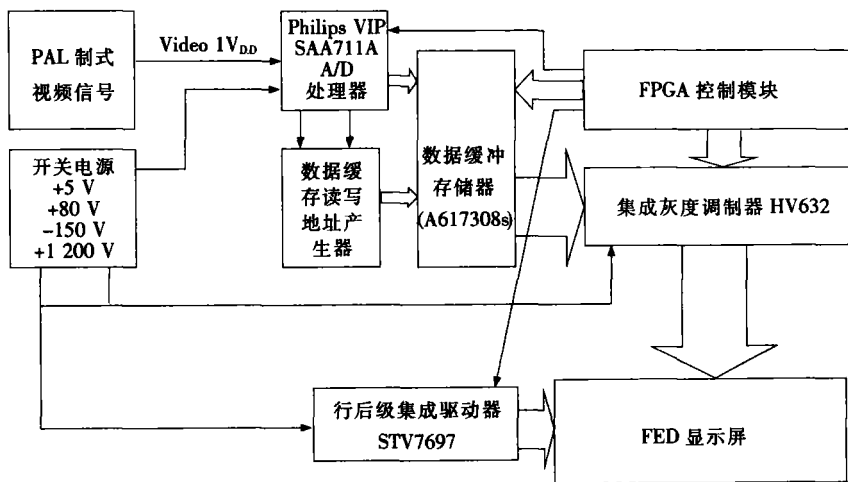 PAL 制式
视频信号
Video 1V_{D.D}
Philips VIP
SAA711A
A/D
处理器
FPGA 控制模块
开关电源
+5 V
+80 V
-150 V
+1 200 V
数据缓
存读写
地址产
生器
数据缓冲
存储器
(A617308s)
集成灰度调制器 HV632
行后级集成驱动器
STV7697
FED 显示屏